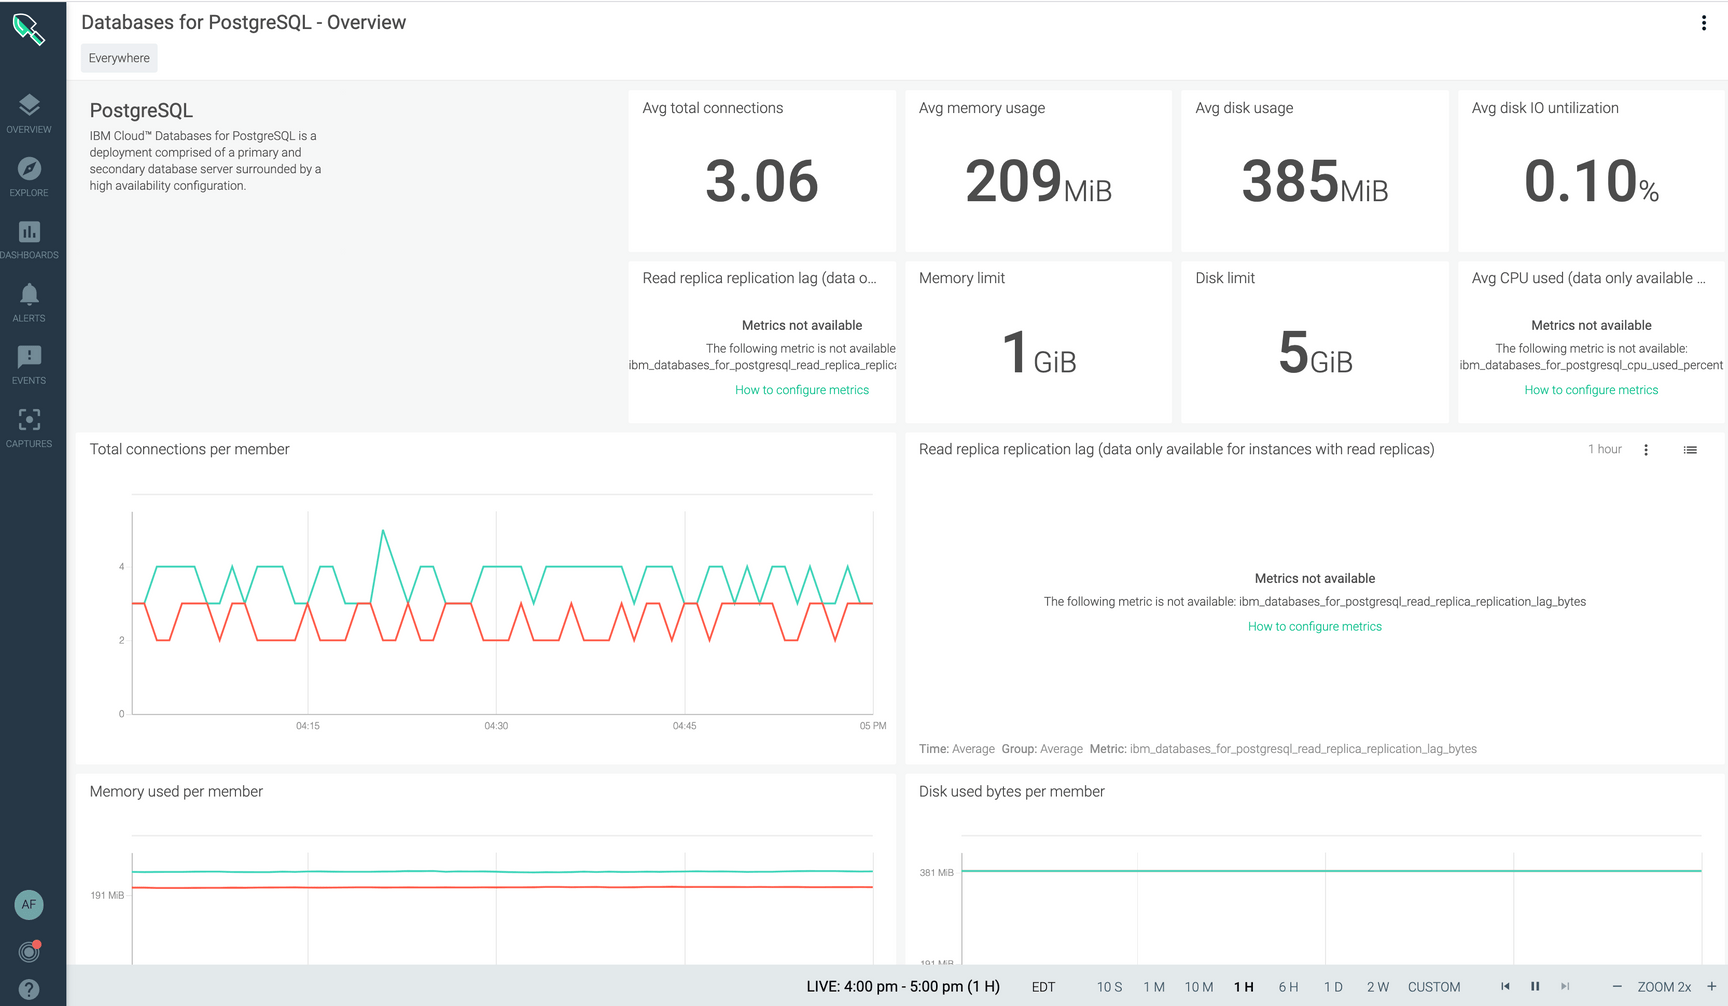 Databases for PostgreSQL - Overview
Everywhere
OVERVIEW
EXPLORE
DASHBOARDS
ALERTS
EVENTS
CAPTURES
AF
PostgreSQL
IBM Cloud™ Databases for PostgreSQL is a
deployment comprised of a primary and
secondary database server surrounded by a
high availability configuration.
Avg total connections
3.06
Avg memory usage
209MiB
Avg disk usage
385MiB
Avg disk IO untilization
0.10%
Read replica replication lag (data o...
Metrics not available
The following metric is not available
ibm_databases_for_postgresql_read_replica_replica
How to configure metrics
Memory limit
1GiB
Disk limit
5GiB
Avg CPU used (data only available ...
Metrics not available
The following metric is not available:
ibm_databases_for_postgresql_cpu_used_percent
How to configure metrics
Total connections per member
4
2
0
04:15
04:30
04:45
05 PM
Read replica replication lag (data only available for instances with read replicas)
1 hour
Metrics not available
The following metric is not available: ibm_databases_for_postgresql_read_replica_replication_lag_bytes
How to configure metrics
Time: Average Group: Average Metric: ibm_databases_for_postgresql_read_replica_replication_lag_bytes
Memory used per member
191 MiB
Disk used bytes per member
381 MiB
191 MiB
LIVE: 4:00 pm - 5:00 pm (1 H)
EDT
10 S
1 M
10 M
1 H
6 H
1 D
2 W
CUSTOM
− ZOOM 2x +